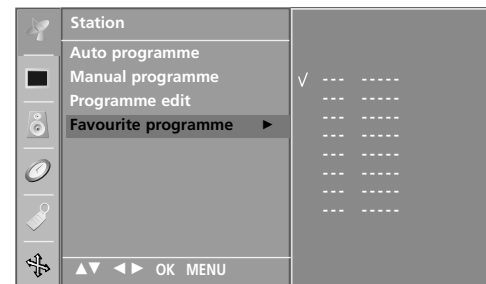 Station
Auto programme
Manual programme
Programme edit
Favourite programme ►
√ --- -----
--- -----
--- -----
--- -----
--- -----
--- -----
--- -----
--- -----
▲▼ ◄► OK MENU